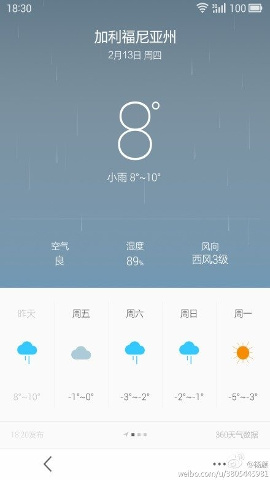 18:30
100
加利福尼亚州
2月13日 周四
8°
小雨 8°~10°
空气 湿度 风向
良 89% 西风3级
昨天 周五 周六 周日 周一
8°~10° -1°~0° -3°~-2° -2°~-1° -5°~-3°
18:20发布 360天气数据
weibo.com/u/3805445981